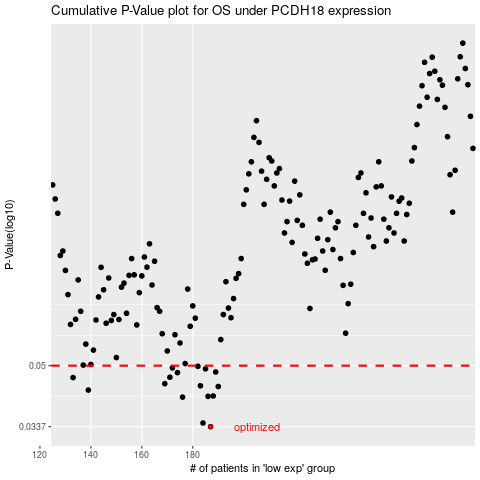 Cumulative P-Value plot for OS under PCDH18 expression
P-Value(log10)
0.05
0.0337
optimized
120 140 160 180
# of patients in 'low exp' group